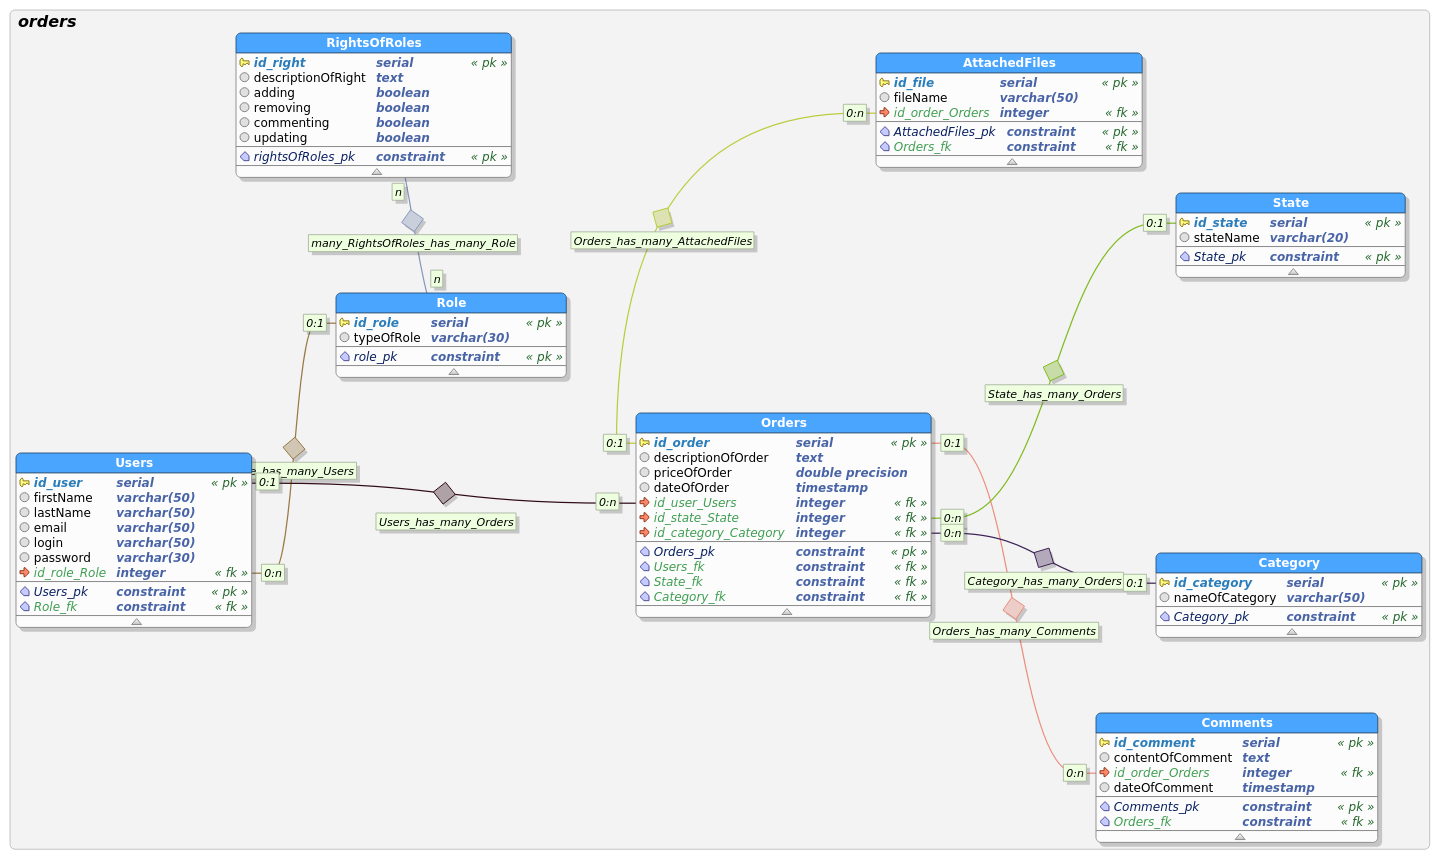 orders
RightsOfRoles
id_right serial « pk »
descriptionOfRight text
adding boolean
removing boolean
commenting boolean
updating boolean
rightsOfRoles_pk constraint « pk »
n
many_RightsOfRoles_has_many_Role
n
AttachedFiles
id_file serial « pk »
fileName varchar(50)
id_order_Orders integer « fk »
AttachedFiles_pk constraint « pk »
Orders_fk constraint « fk »
0:n
Orders_has_many_AttachedFiles
0:1
State
id_state serial « pk »
stateName varchar(20)
State_pk constraint « pk »
0:1
State_has_many_Orders
0:n
Role
id_role serial « pk »
typeOfRole varchar(30)
role_pk constraint « pk »
0:1
e_has_many_Users
0:n
Users
id_user serial « pk »
firstName varchar(50)
lastName varchar(50)
email varchar(50)
login varchar(50)
password varchar(30)
id_role_Role integer « fk »
Users_pk constraint « pk »
Role_fk constraint « fk »
0:1
Users_has_many_Orders
0:n
Orders
id_order serial « pk »
descriptionOfOrder text
priceOfOrder double precision
dateOfOrder timestamp
id_user_Users integer « fk »
id_state_State integer « fk »
id_category_Category integer « fk »
Orders_pk constraint « pk »
Users_fk constraint « fk »
State_fk constraint « fk »
Category_fk constraint « fk »
0:1
0:n
Category_has_many_Orders
0:1
Orders_has_many_Comments
0:n
Category
id_category serial « pk »
nameOfCategory varchar(50)
Category_pk constraint « pk »
Comments
id_comment serial « pk »
contentOfComment text
id_order_Orders integer « fk »
dateOfComment timestamp
Comments_pk constraint « pk »
Orders_fk constraint « fk »